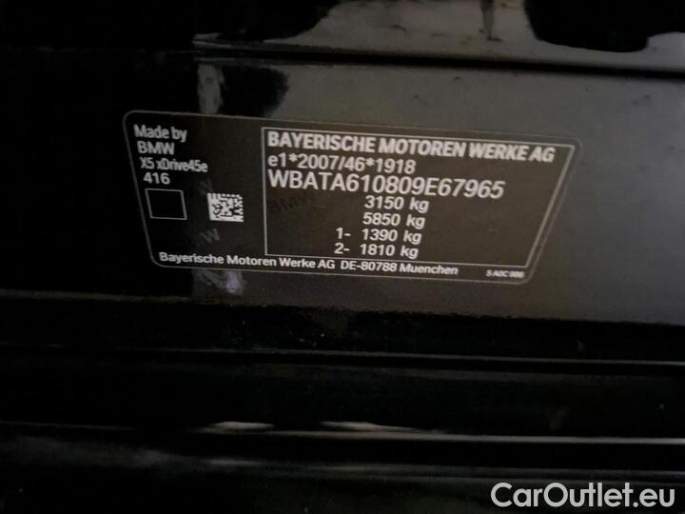 Made by
BMW
X5 xDrive45e
416
BAYERISCHE MOTOREN WERKE AG
e1*2007/46*1918
WBATA610809E67965
3150 kg
5850 kg
1- 1390 kg
2- 1810 kg
Bayerische Motoren Werke AG DE-80788 Muenchen
CarOutlet.eu